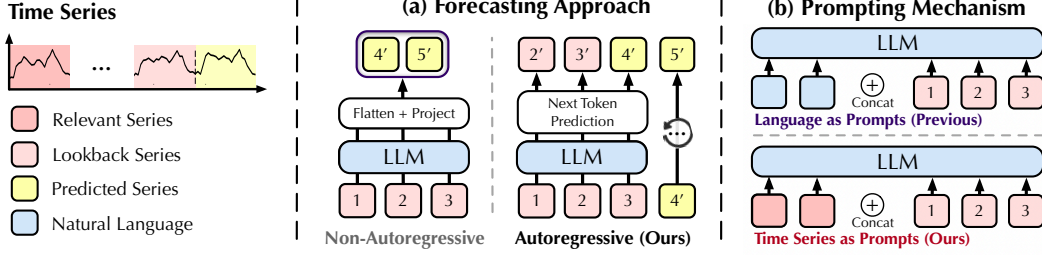 Time Series
...
Relevant Series
Lookback Series
Predicted Series
Natural Language
(a) Forecasting Approach
4′ 5′
Flatten + Project
LLM
1 2 3
Non-Autoregressive
2′ 3′ 4′ 5′
Next Token
Prediction
...
LLM
1 2 3 4′
Autoregressive (Ours)
(b) Prompting Mechanism
LLM
+ 1 2 3
Concat
Language as Prompts (Previous)
LLM
+ 1 2 3
Concat
Time Series as Prompts (Ours)